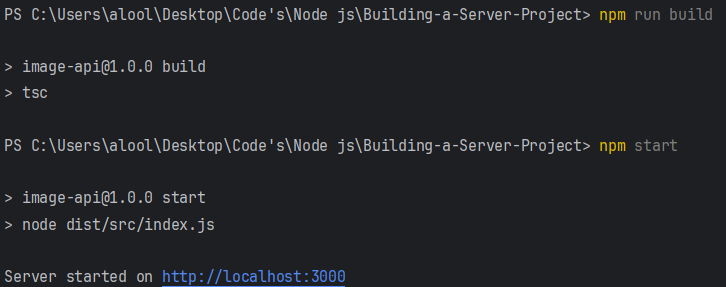 PS C:\Users\alool\Desktop\Code's\Node js\Building-a-Server-Project> npm run build
> image-api@1.0.0 build
> tsc
PS C:\Users\alool\Desktop\Code's\Node js\Building-a-Server-Project> npm start
> image-api@1.0.0 start
> node dist/src/index.js
Server started on http://localhost:3000